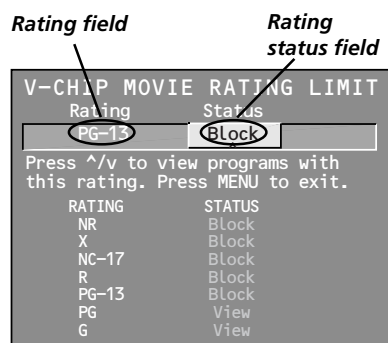 Rating field
Rating
status field
V-CHIP MOVIE RATING LIMIT
Rating Status
PG-13 Block
Press ^/v to view programs with
this rating. Press MENU to exit.
RATING STATUS
NR Block
X Block
NC-17 Block
R Block
PG-13 Block
PG View
G View